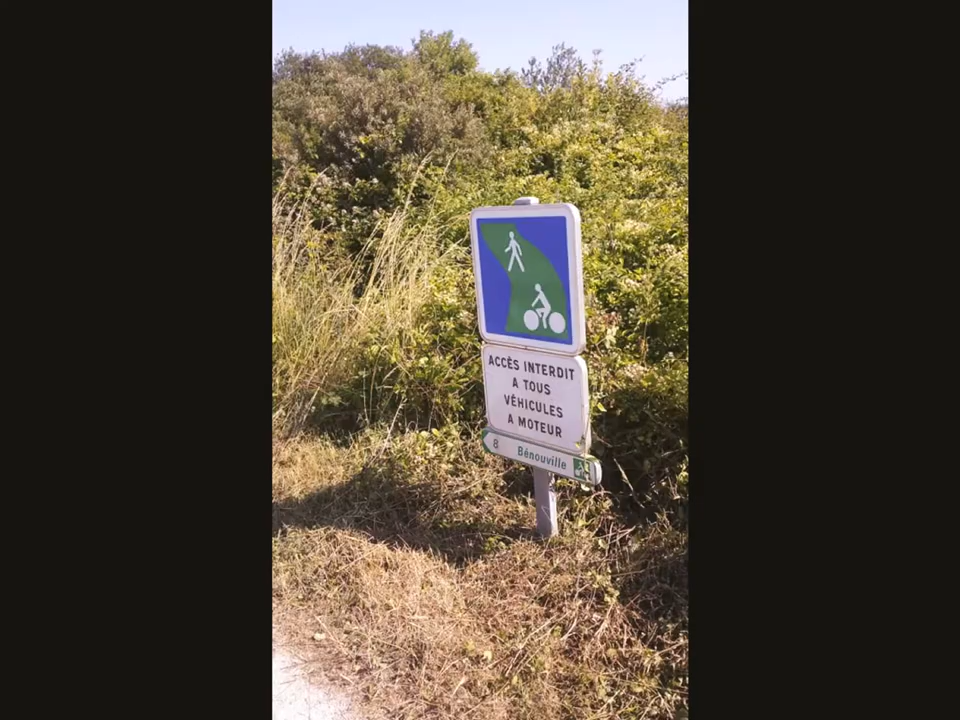 ACCÈS INTERDIT
A TOUS
VÉHICULES
A MOTEUR
8 Bénouville